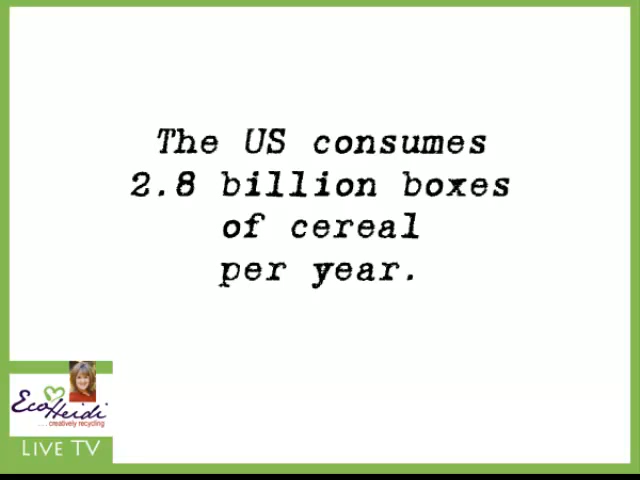 The US consumes
2.8 billion boxes
of cereal
per year.
EcoHeidi
...creatively recycling
LIVE TV